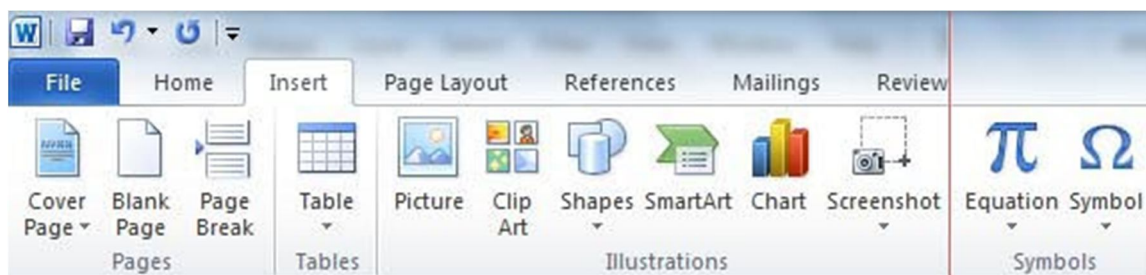 W
File Home Insert Page Layout References Mailings Review
Cover Page Blank Page Page Break Table Picture Clip Art Shapes SmartArt Chart Screenshot Equation Symbol
Pages Tables Illustrations Symbols